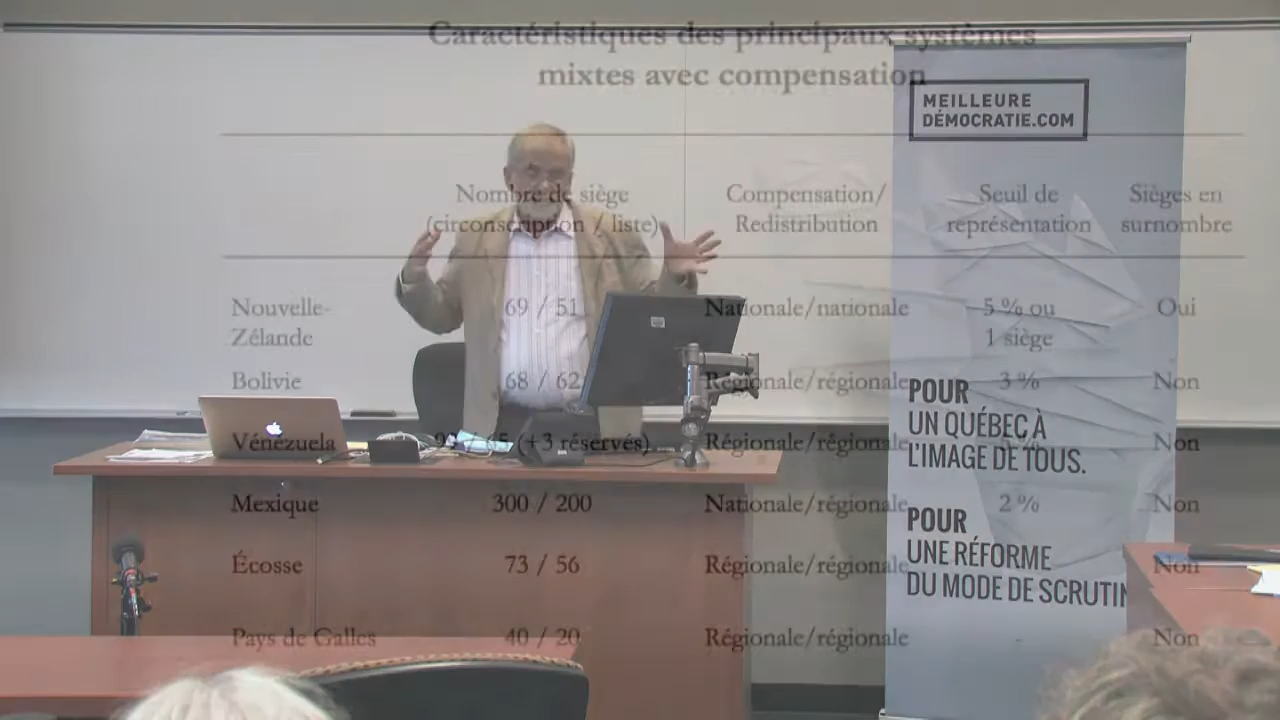 Caractéristiques des principaux systèmes
mixtes avec compensation
MEILLEURE
DÉMOCRATIE.COM
Nombre de siège
(circonscription / liste)
Compensation/
Redistribution
Seuil de
représentation
Sièges en
surnombre
Nouvelle-
Zélande
69 / 51
Nationale/nationale
5 % ou
1 siège
Oui
Bolivie
68 / 62
Régionale/régionale
3 %
Non
Vénézuela
(+3 réservés)
Régionale/régionale
Non
Mexique
300 / 200
Nationale/régionale
2 %
Non
Écosse
73 / 56
Régionale/régionale
Non
Pays de Galles
40 / 20
Régionale/régionale
Non
POUR
UN QUÉBEC À
L'IMAGE DE TOUS.
POUR
UNE RÉFORME
DU MODE DE SCRUTIN